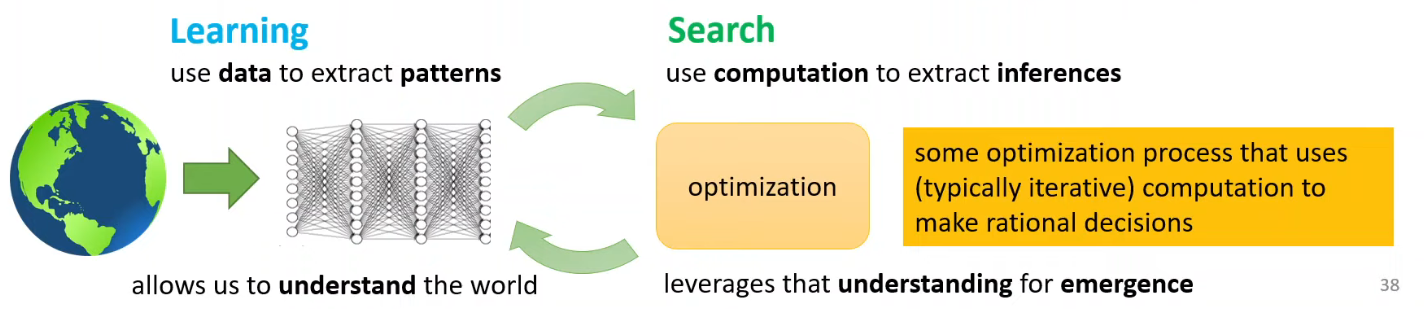 Learning
use data to extract patterns
allows us to understand the world
Search
use computation to extract inferences
optimization
some optimization process that uses
(typically iterative) computation to
make rational decisions
leverages that understanding for emergence
38